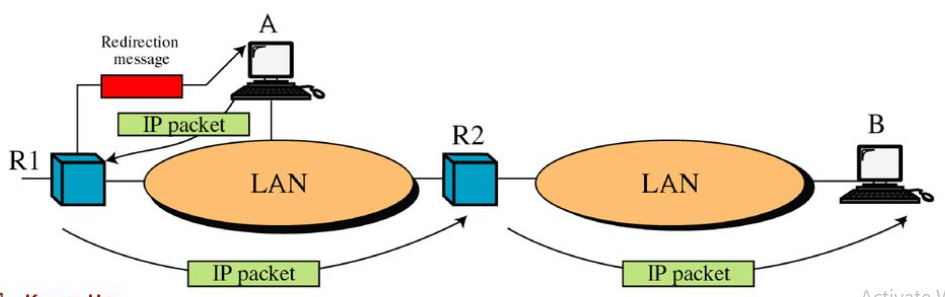 A
Redirection
message
IP packet
R1
LAN
R2
LAN
B
IP packet
IP packet